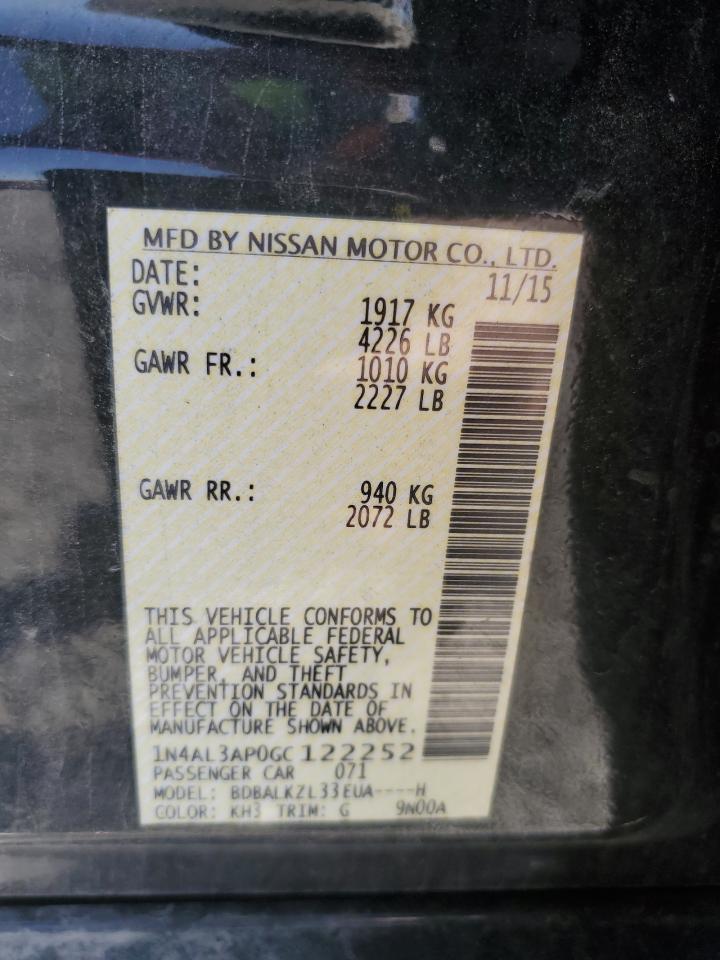 MFD BY NISSAN MOTOR CO., LTD.
DATE: 11/15
GVWR: 1917 KG
4226 LB
GAWR FR.: 1010 KG
2227 LB
GAWR RR.: 940 KG
2072 LB
THIS VEHICLE CONFORMS TO
ALL APPLICABLE FEDERAL
MOTOR VEHICLE SAFETY,
BUMPER, AND THEFT
PREVENTION STANDARDS IN
EFFECT ON THE DATE OF
MANUFACTURE SHOWN ABOVE.
1N4AL3AP0GC122252
PASSENGER CAR 071
MODEL: BDBALKZL33EUA----H
COLOR: KH3 TRIM: G 9N00A